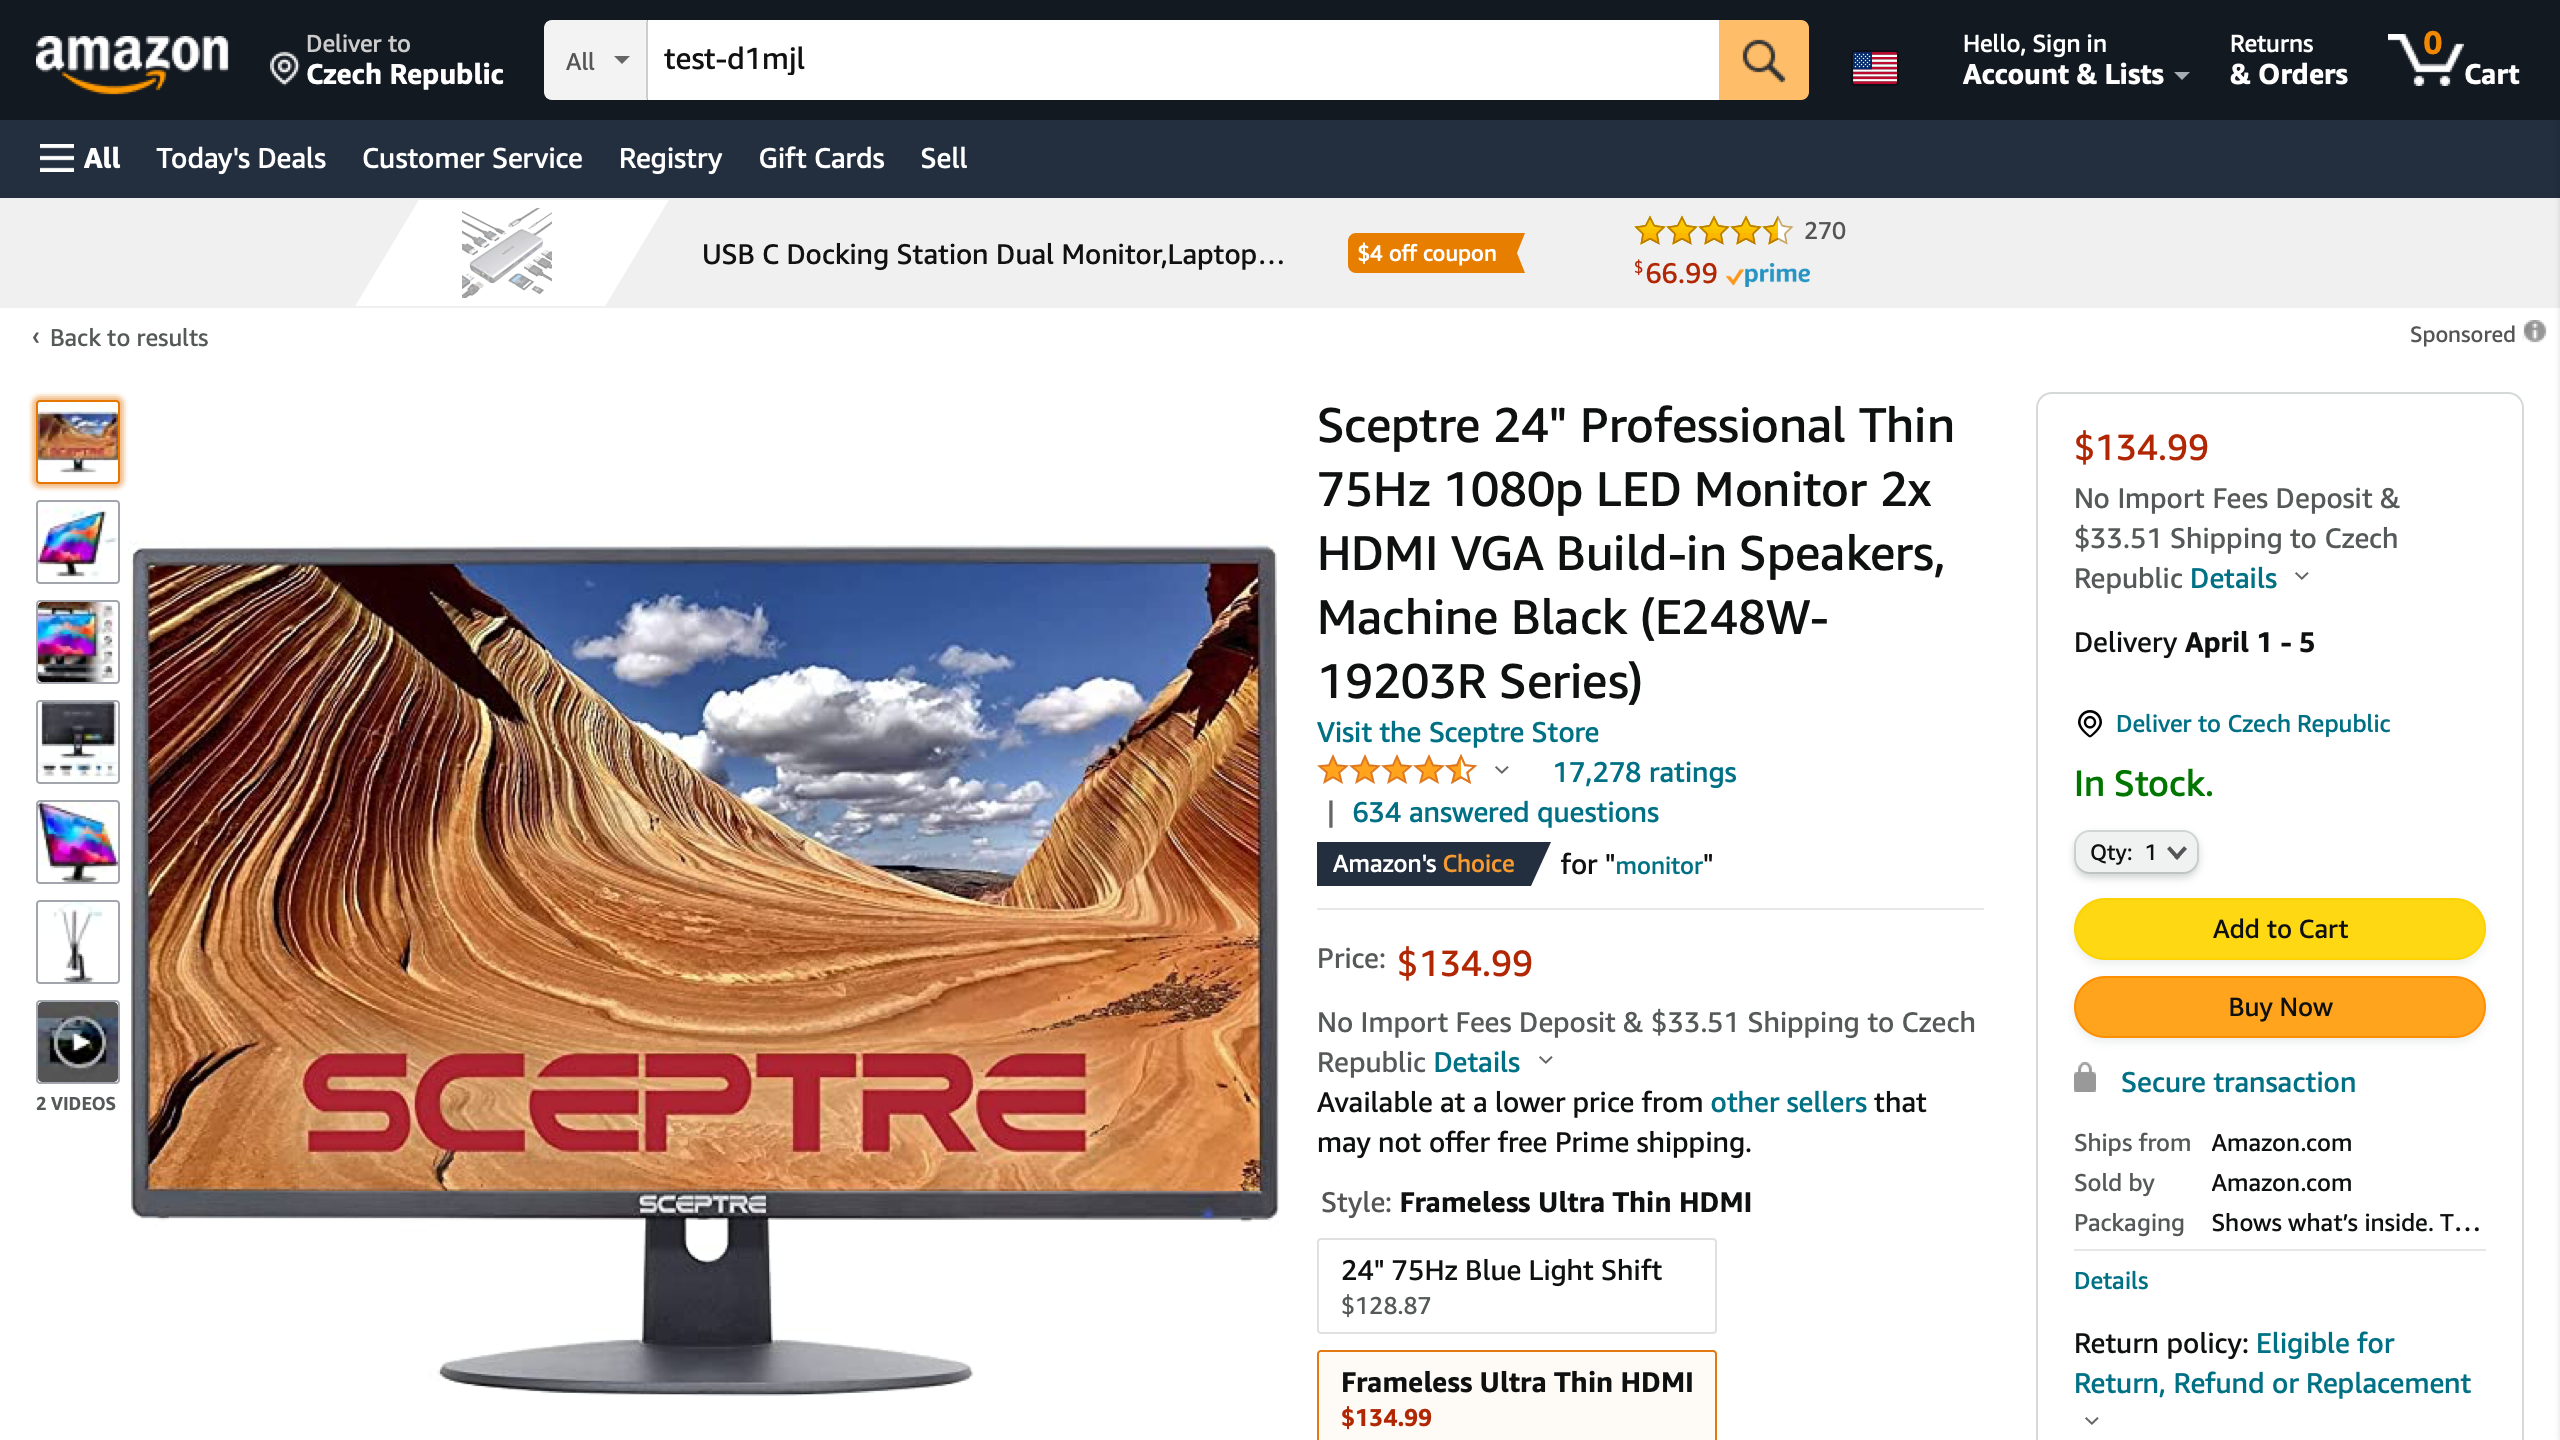 amazon
Deliver to
Czech Republic
All
test-d1mjl
Hello, Sign in
Account & Lists
Returns
& Orders
0
Cart
All
Today's Deals
Customer Service
Registry
Gift Cards
Sell
USB C Docking Station Dual Monitor,Laptop…
$4 off coupon
270
$66.99 prime
‹ Back to results
Sponsored
2 VIDEOS
SCEPTRE
SCEPTRE
Sceptre 24" Professional Thin
75Hz 1080p LED Monitor 2x
HDMI VGA Build-in Speakers,
Machine Black (E248W-
19203R Series)
Visit the Sceptre Store
17,278 ratings
| 634 answered questions
Amazon's Choice for "monitor"
Price: $134.99
No Import Fees Deposit & $33.51 Shipping to Czech
Republic Details
Available at a lower price from other sellers that
may not offer free Prime shipping.
Style: Frameless Ultra Thin HDMI
24" 75Hz Blue Light Shift
$128.87
Frameless Ultra Thin HDMI
$134.99
$134.99
No Import Fees Deposit &
$33.51 Shipping to Czech
Republic Details
Delivery April 1 - 5
Deliver to Czech Republic
In Stock.
Qty: 1
Add to Cart
Buy Now
Secure transaction
Ships from Amazon.com
Sold by Amazon.com
Packaging Shows what’s inside. T…
Details
Return policy: Eligible for
Return, Refund or Replacement